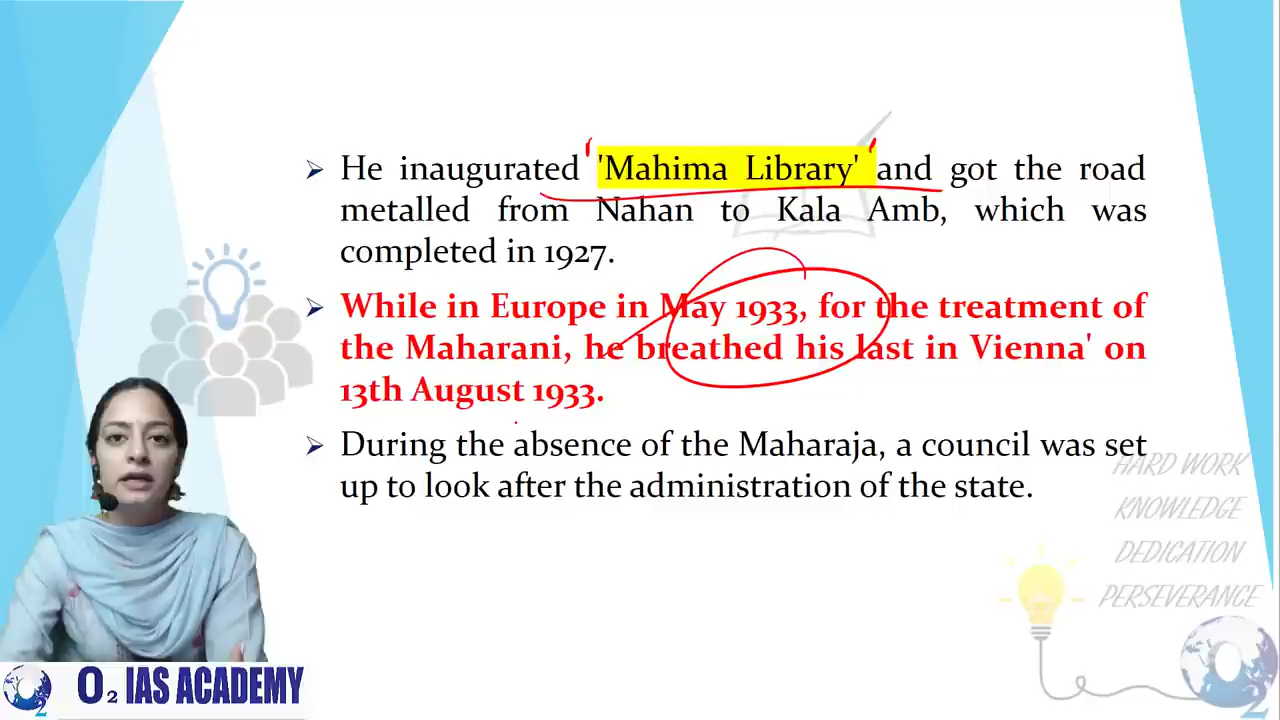 He inaugurated 'Mahima Library' and got the road
metalled from Nahan to Kala Amb, which was
completed in 1927.
While in Europe in May 1933, for the treatment of
the Maharani, he breathed his last in Vienna' on
13th August 1933.
During the absence of the Maharaja, a council was set
up to look after the administration of the state.
HARD WORK
KNOWLEDGE
DEDICATION
PERSEVERANCE
O2 IAS ACADEMY
O2